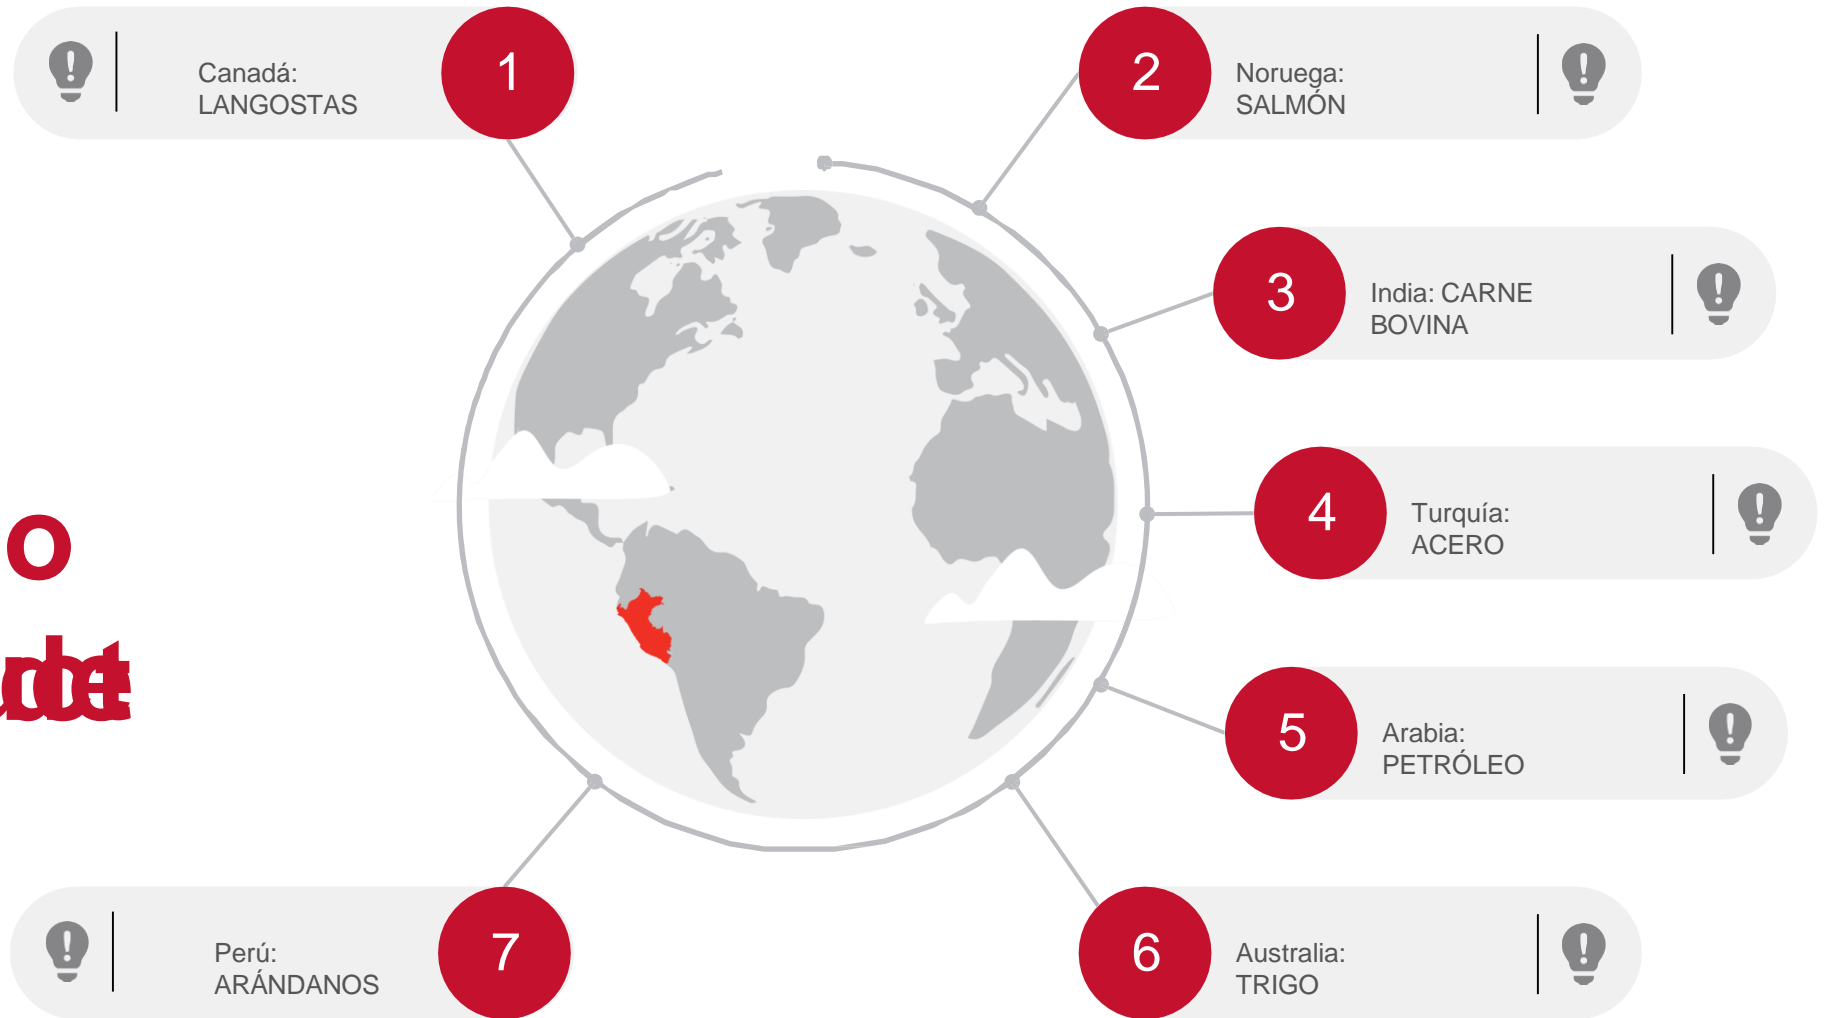 1
Canadá:
LANGOSTAS
2
Noruega:
SALMÓN
3
India: CARNE
BOVINA
4
Turquía:
ACERO
5
Arabia:
PETRÓLEO
6
Australia:
TRIGO
7
Perú:
ARÁNDANOS